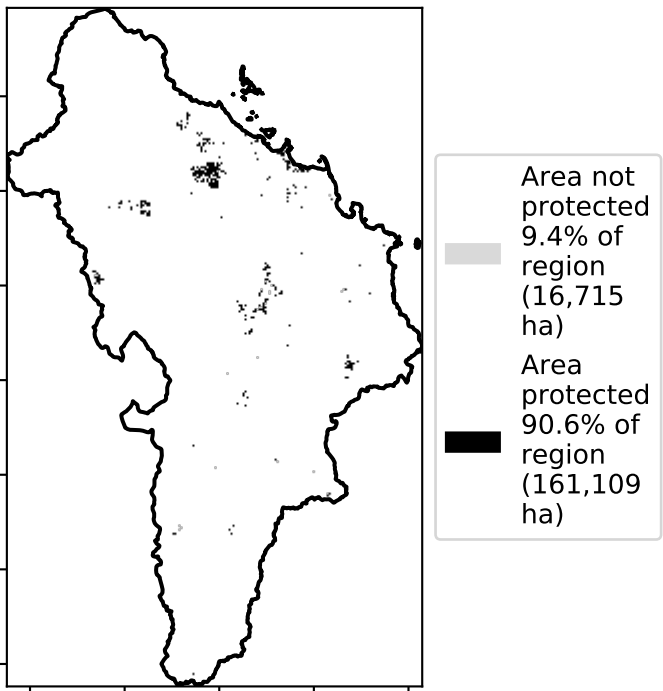 Area not
protected
9.4% of
region
(16,715
ha)
Area
protected
90.6% of
region
(161,109
ha)